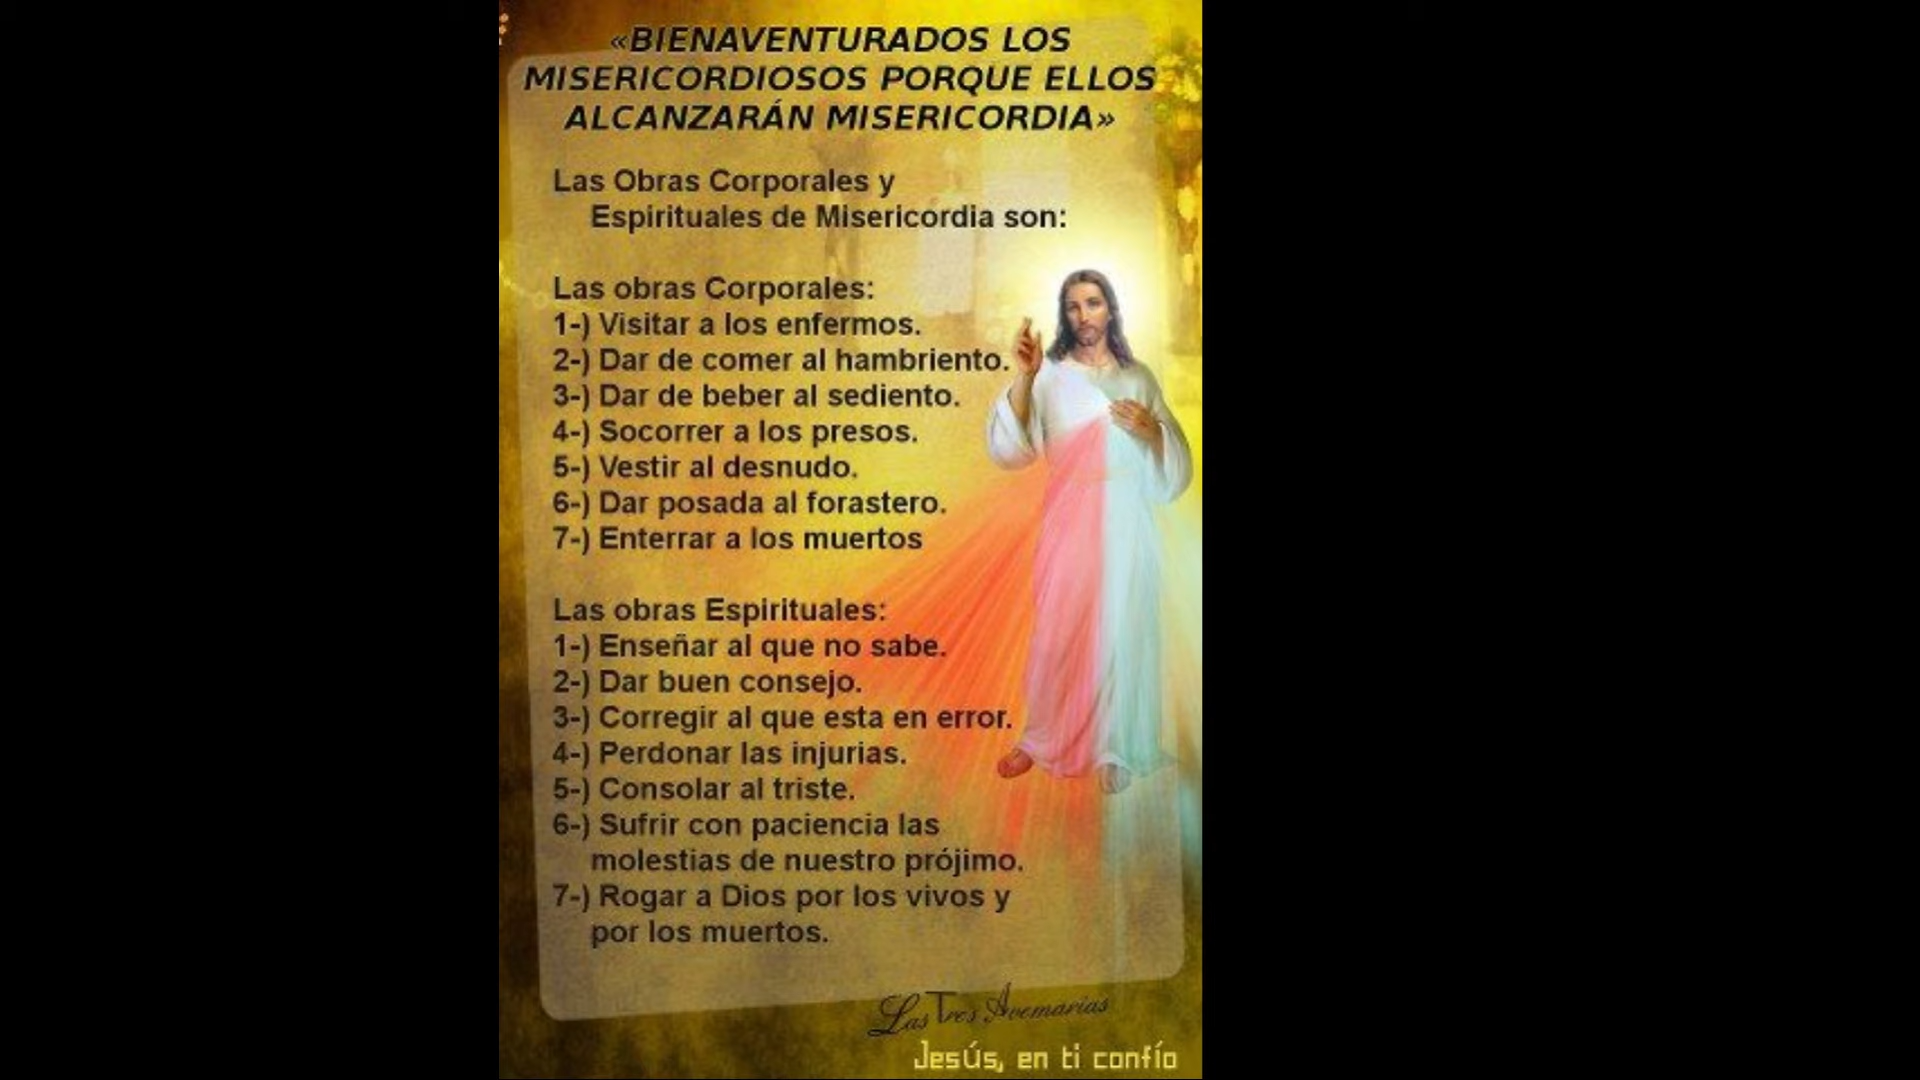 «BIENAVENTURADOS LOS
MISERICORDIOSOS PORQUE ELLOS
ALCANZARÁN MISERICORDIA»
Las Obras Corporales y
Espirituales de Misericordia son:
Las obras Corporales:
1-) Visitar a los enfermos.
2-) Dar de comer al hambriento.
3-) Dar de beber al sediento.
4-) Socorrer a los presos.
5-) Vestir al desnudo.
6-) Dar posada al forastero.
7-) Enterrar a los muertos
Las obras Espirituales:
1-) Enseñar al que no sabe.
2-) Dar buen consejo.
3-) Corregir al que esta en error.
4-) Perdonar las injurias.
5-) Consolar al triste.
6-) Sufrir con paciencia las
molestias de nuestro prójimo.
7-) Rogar a Dios por los vivos y
por los muertos.
Las Tres Avemarías
Jesús, en ti confío